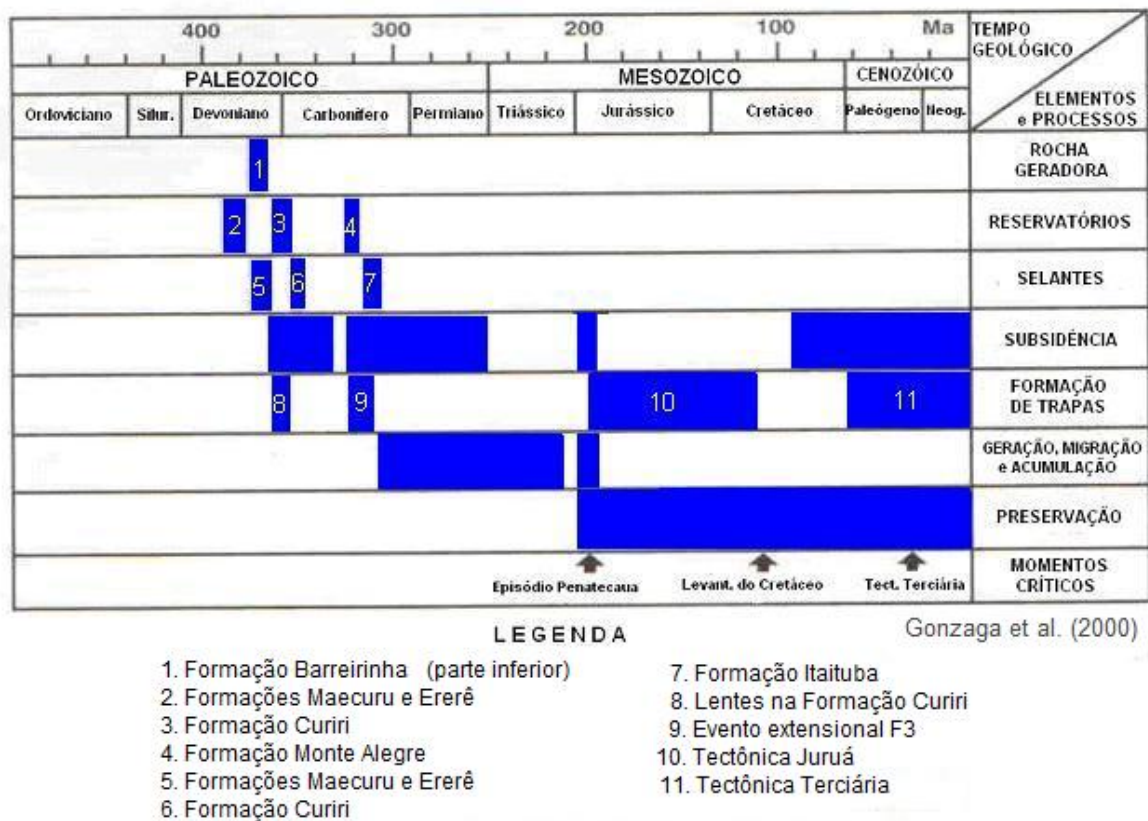 400 300 200 100 Ma
TEMPO
GEOLÓGICO
PALEOZOICO MESOZOICO CENOZÓICO
ELEMENTOS
e PROCESSOS
Ordoviciano Silur. Devoniano Carbonífero Permiano Triássico Jurássico Cretáceo Paleógeno Neog.
1
ROCHA
GERADORA
2 3 4
RESERVATÓRIOS
5 6 7
SELANTES
SUBSIDÊNCIA
8 9 10 11
FORMAÇÃO
DE TRAPAS
GERAÇÃO, MIGRAÇÃO
e ACUMULAÇÃO
PRESERVAÇÃO
Episódio Penatecaua Levant. do Cretáceo Tect. Terciária
MOMENTOS
CRÍTICOS
LEGENDA
Gonzaga et al. (2000)
1. Formação Barreirinha (parte inferior)
2. Formações Maecuru e Ererê
3. Formação Curiri
4. Formação Monte Alegre
5. Formações Maecuru e Ererê
6. Formação Curiri
7. Formação Itaituba
8. Lentes na Formação Curiri
9. Evento extensional F3
10. Tectônica Juruá
11. Tectônica Terciária